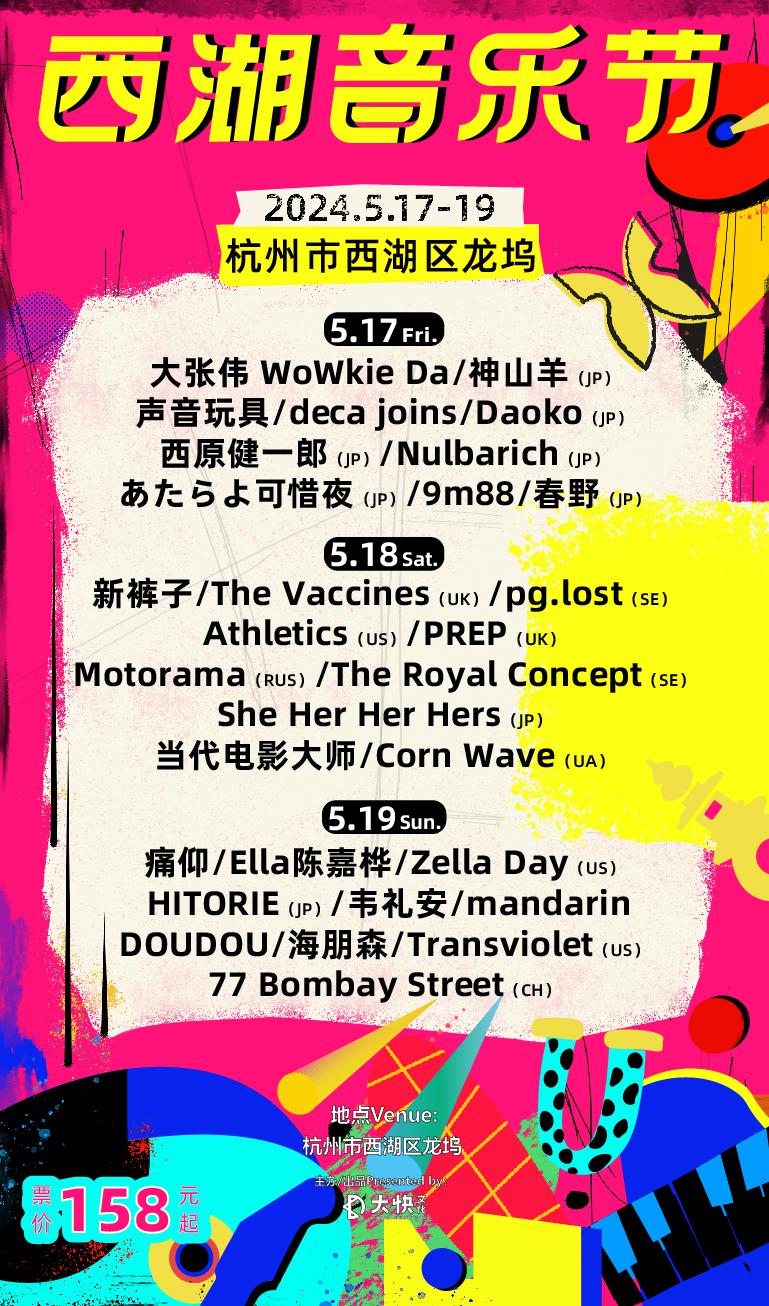 西湖音乐节
2024.5.17-19
杭州市西湖区龙坞
5.17 Fri.
大张伟 WoWkie Da/神山羊 (JP)
声音玩具/deca joins/Daoko (JP)
西原健一郎 (JP) /Nulbarich (JP)
あたらよ可惜夜 (JP) /9m88/春野 (JP)
5.18 Sat.
新裤子/The Vaccines (UK) /pg.lost (SE)
Athletics (US) /PREP (UK)
Motorama (RUS) /The Royal Concept (SE)
She Her Her Hers (JP)
当代电影大师/Corn Wave (UA)
5.19 Sun.
痛仰/Ella陈嘉桦/Zella Day (US)
HITORIE (JP) /韦礼安/mandarin
DOUDOU/海朋森/Transviolet (US)
77 Bombay Street (CH)
地点Venue:
杭州市西湖区龙坞
主办/出品Presented by:
大快文化
票价158元起